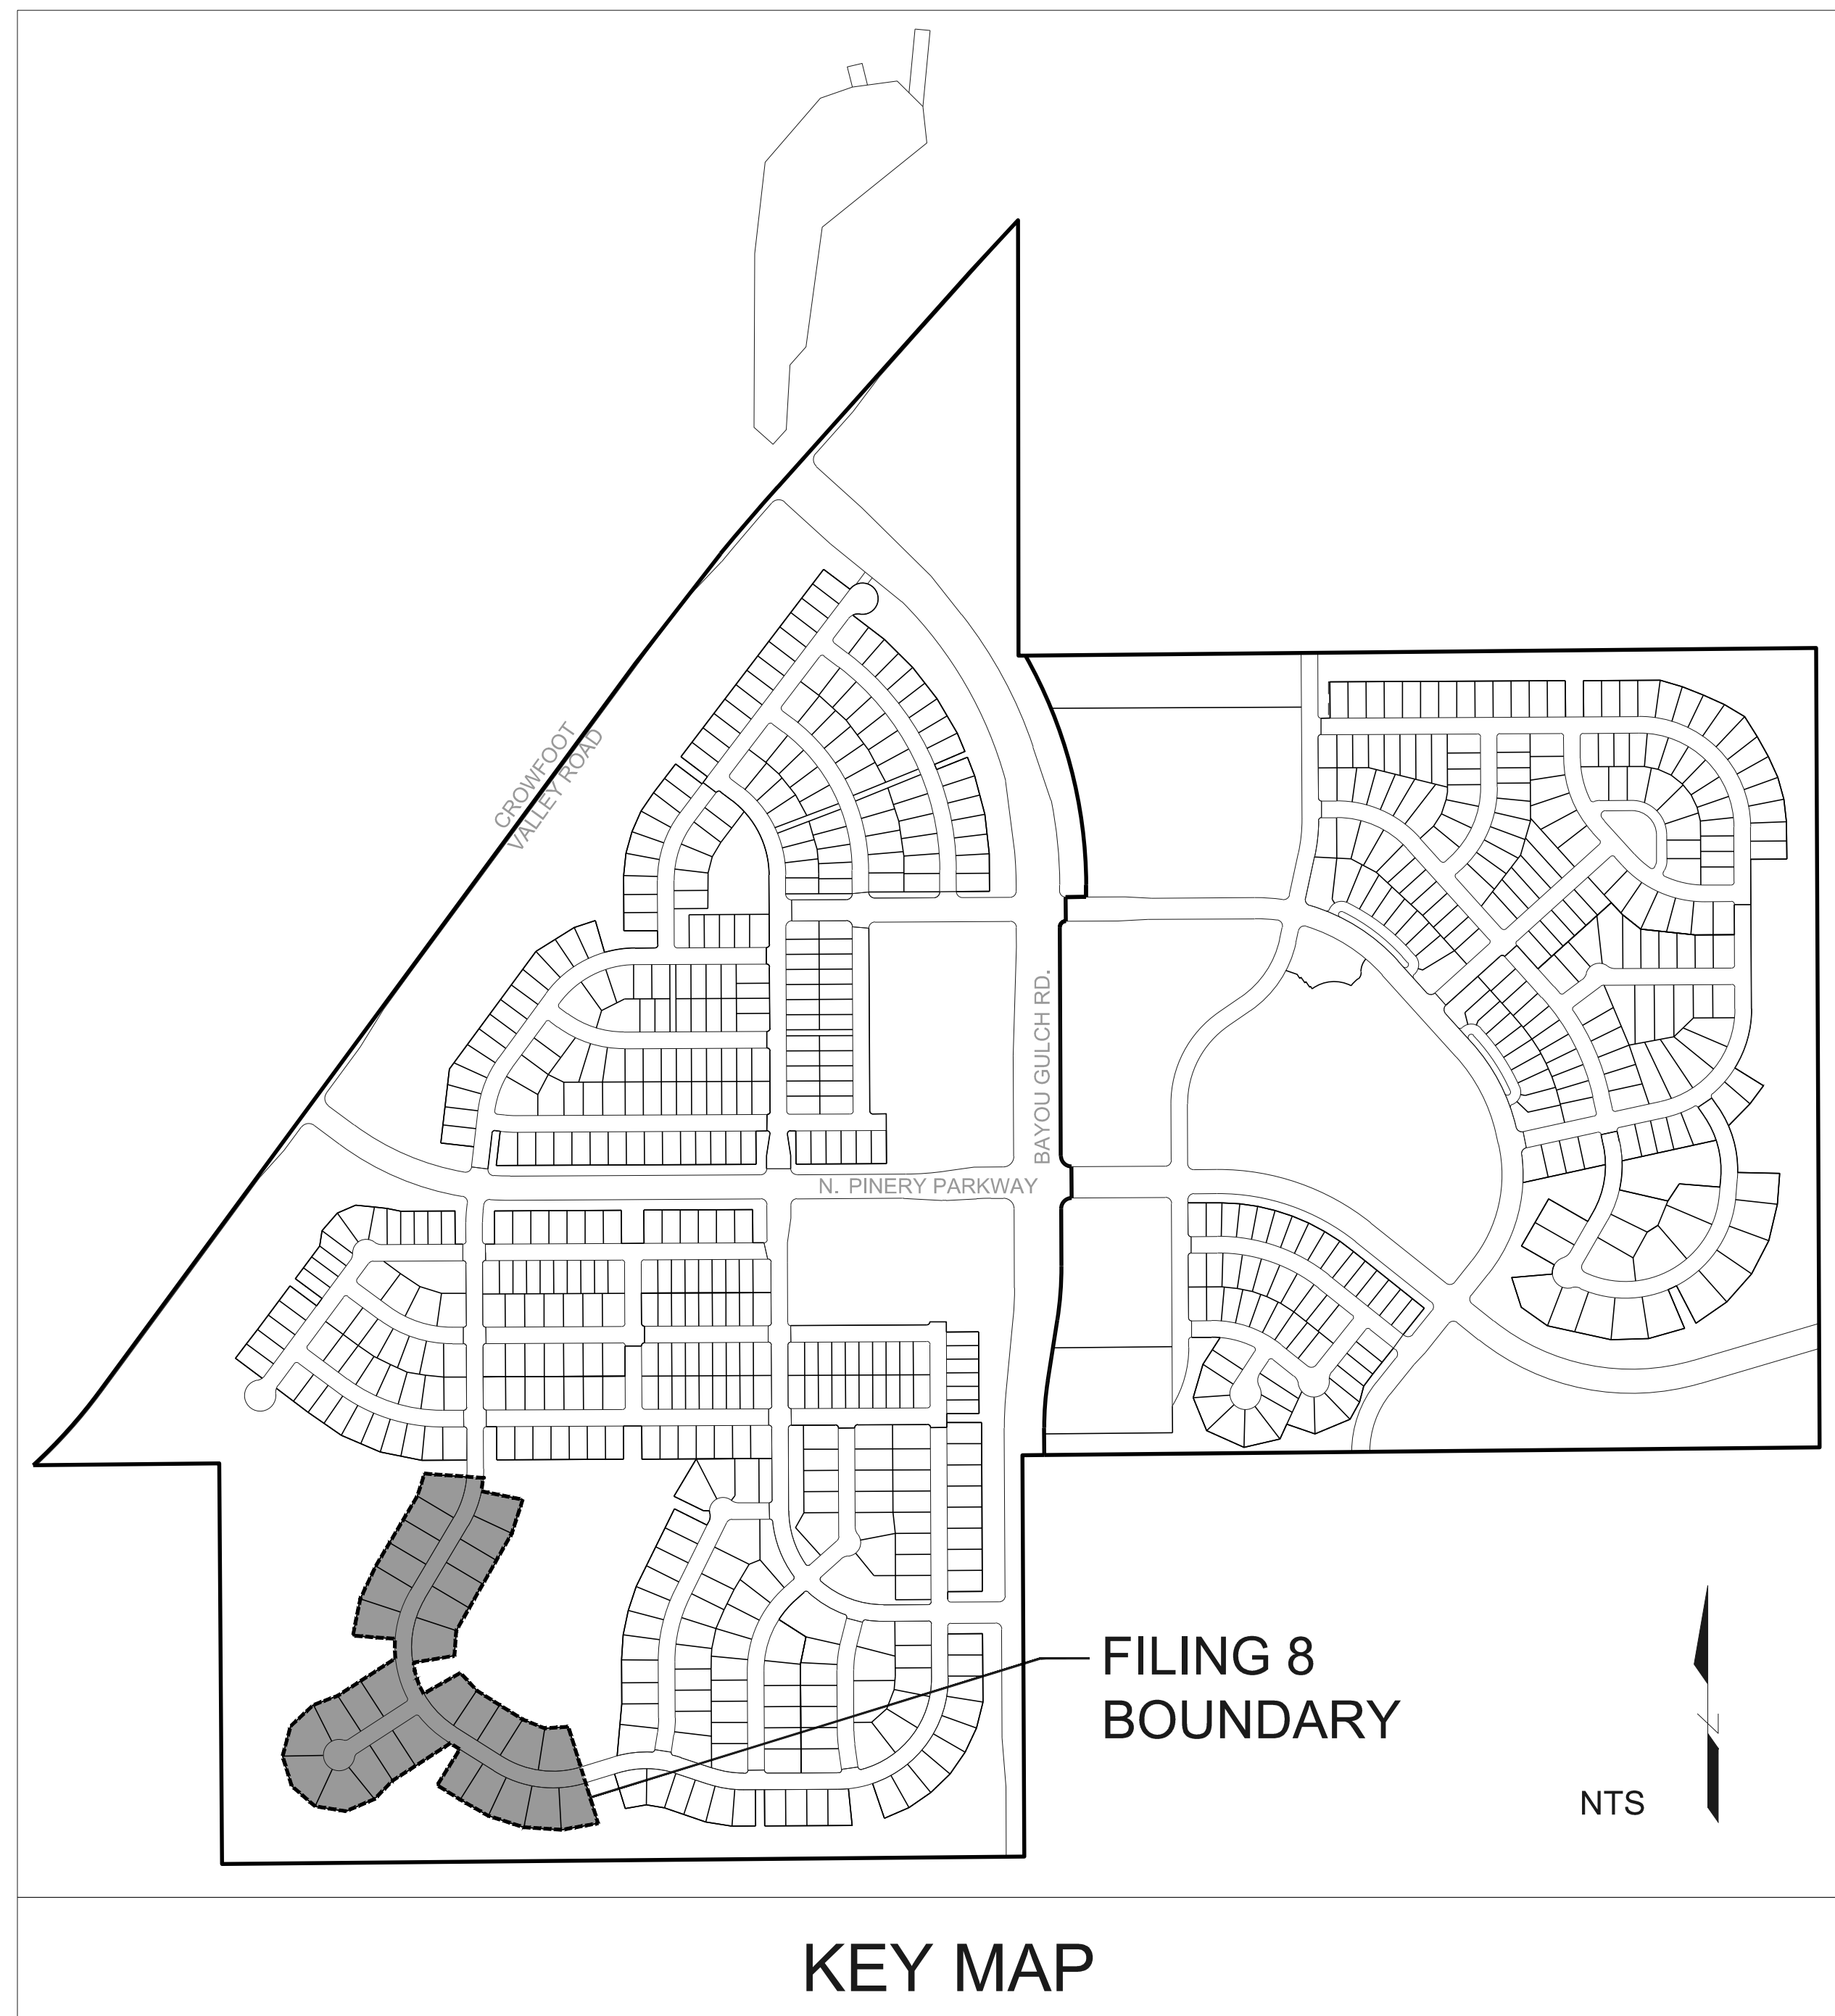 CROWFOOT
VALLEY ROAD
BAYOU GULCH RD.
N. PINERY PARKWAY
FILING 8
BOUNDARY
NTS
KEY MAP